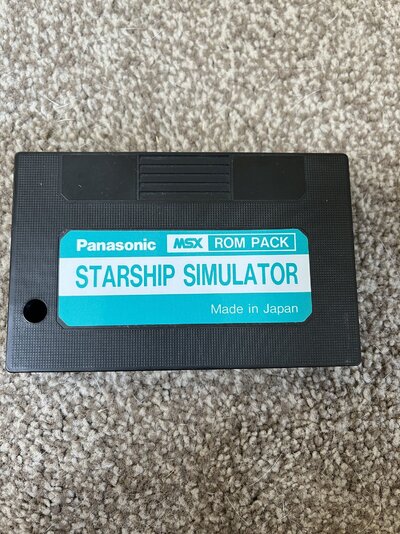 Panasonic MSX ROM PACK
STARSHIP SIMULATOR
Made in Japan